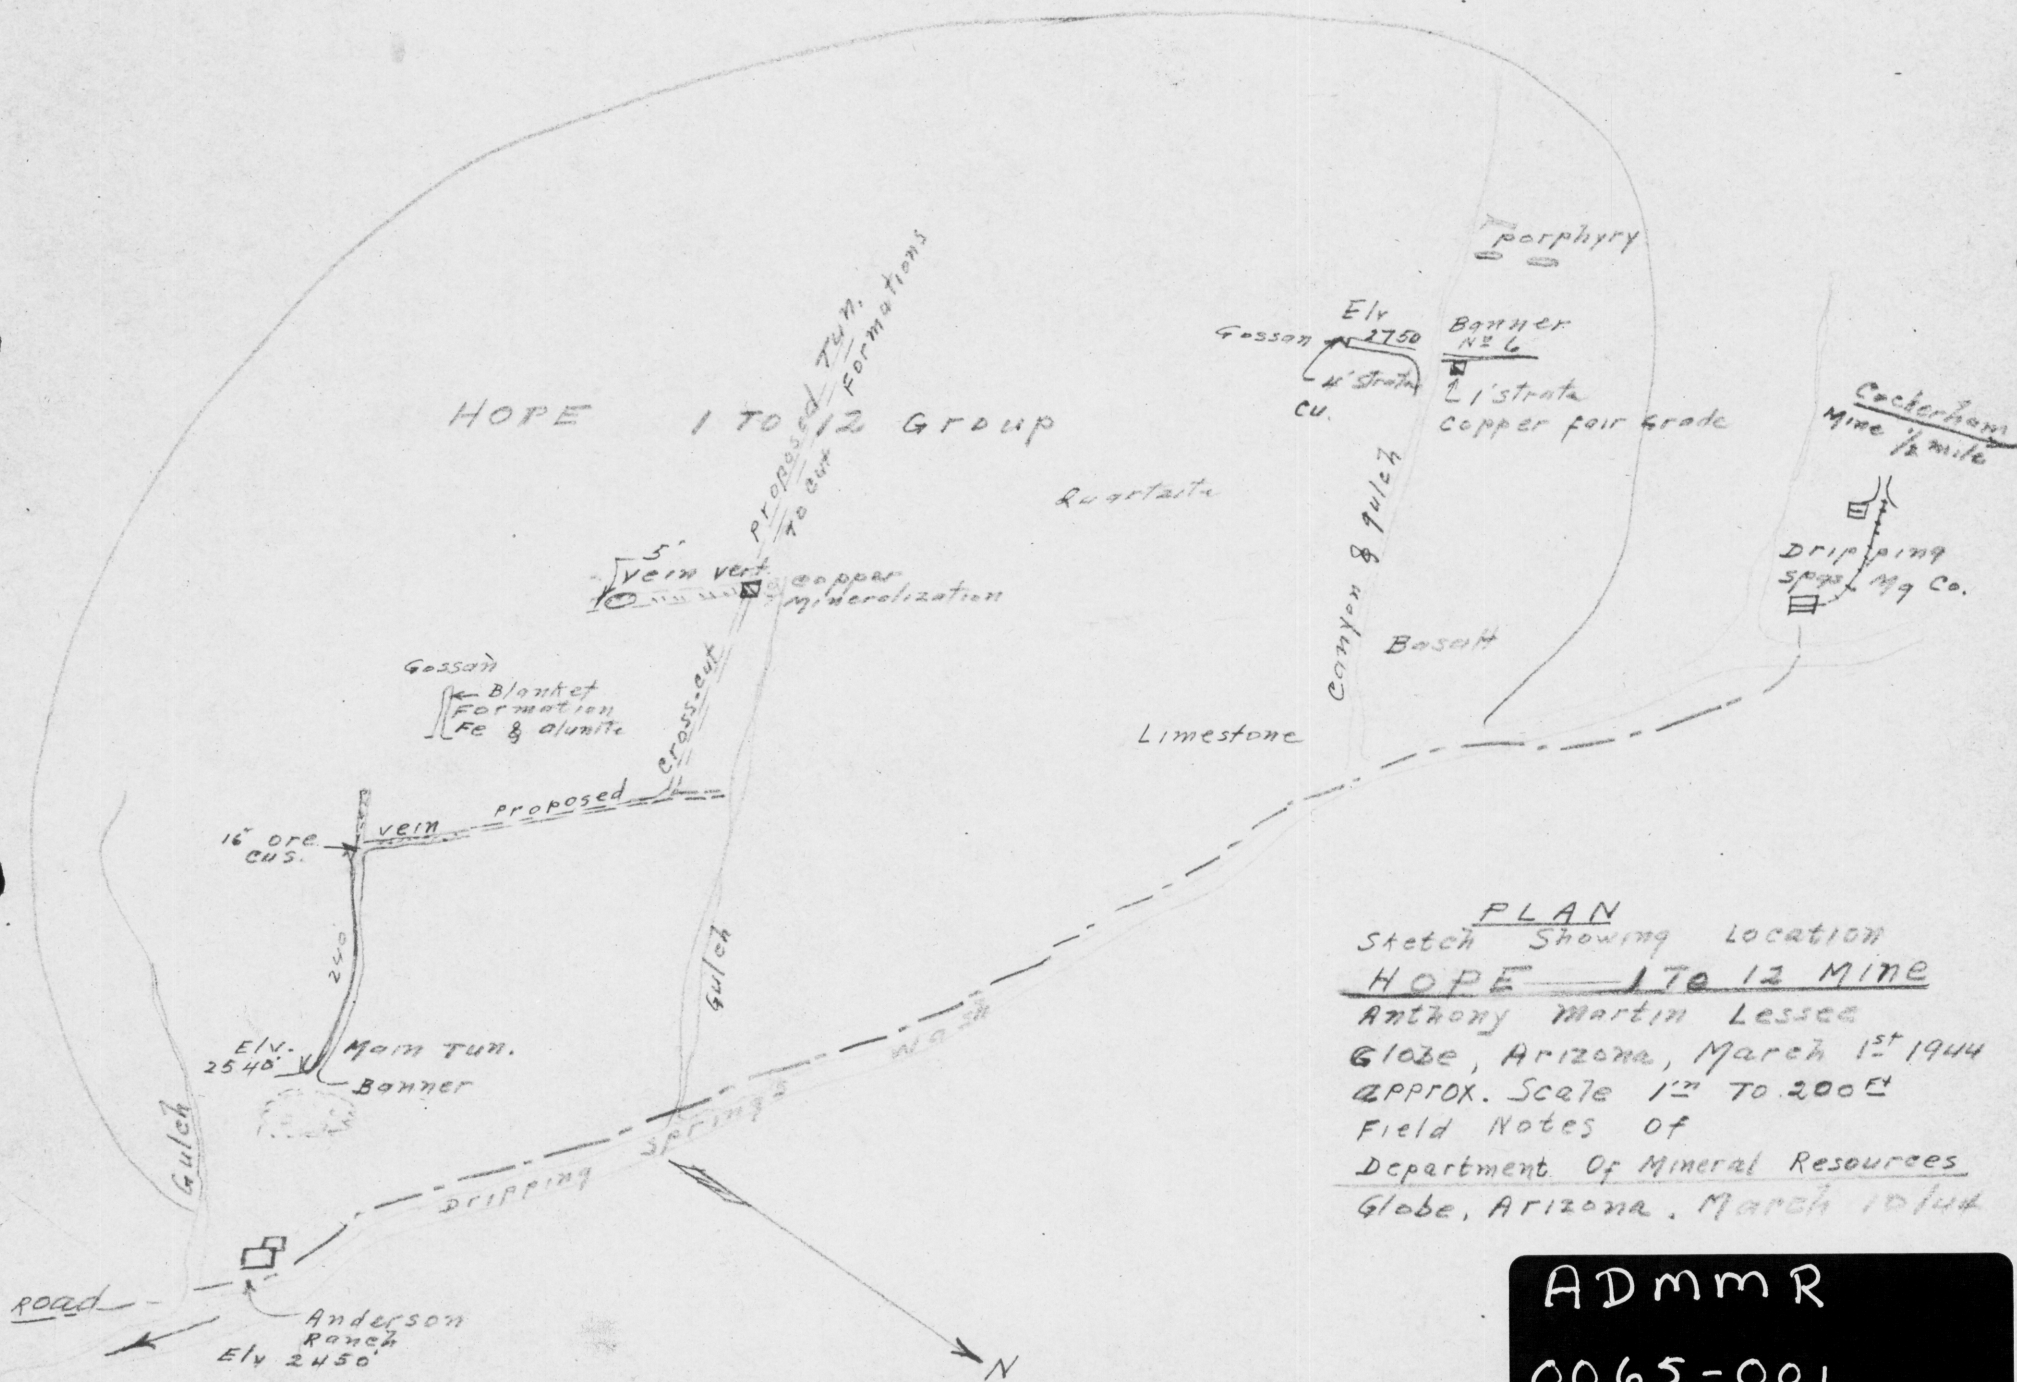 porphyry
Elv
2750
Gossan
4' strata
cu.
Banner
Nº 6
1' strata
copper fair Grade
Cockerham
Mine 1/2 mile
Dripping
spgs Mg Co.
HOPE 1 TO 12 Group
Proposed Tun.
To cut Formations
Quartzite
Canyon & gulch
Basalt
Limestone
5'
vein vert
copper
mineralization
Gossan
Blanket
Formation
Fe & alunite
cross-cut
proposed
vein
16" ore
cus.
240'
Gulch
Elv.
2540'
Main Tun.
Banner
Gulch
Dripping Springs Wash
Road
Anderson
Ranch
Elv 2450'
N
PLAN
Sketch Showing Location
HOPE — 1 To 12 Mine
Anthony Martin Lessee
Globe, Arizona, March 1st 1944
approx. Scale 1in To 200 Ft
Field Notes Of
Department Of Mineral Resources
Globe, Arizona. March 10/44
ADMMR
0065-001